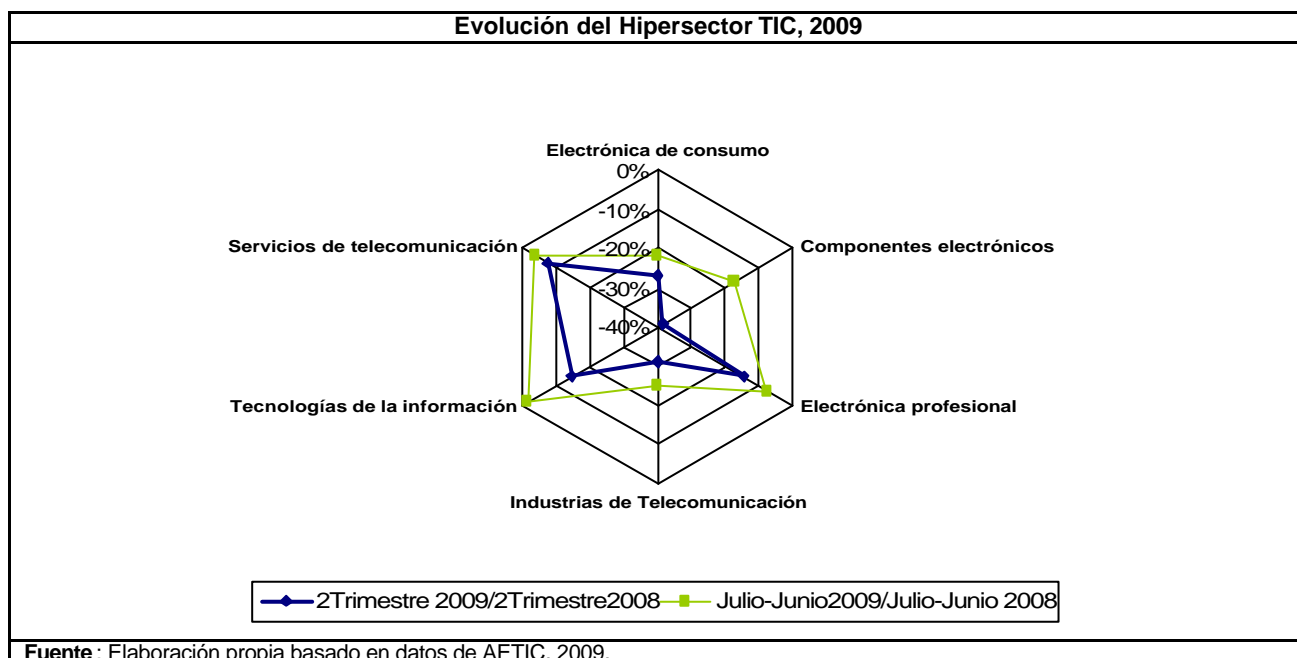 Evolución del Hipersector TIC, 2009
Electrónica de consumo
0%
-10%
Servicios de telecomunicación
-20%
Componentes electrónicos
-30%
-40%
Tecnologías de la información
Electrónica profesional
Industrias de Telecomunicación
2Trimestre 2009/2Trimestre2008
Julio-Junio2009/Julio-Junio 2008
Fuente: Elaboración propia basado en datos de AETIC, 2009.